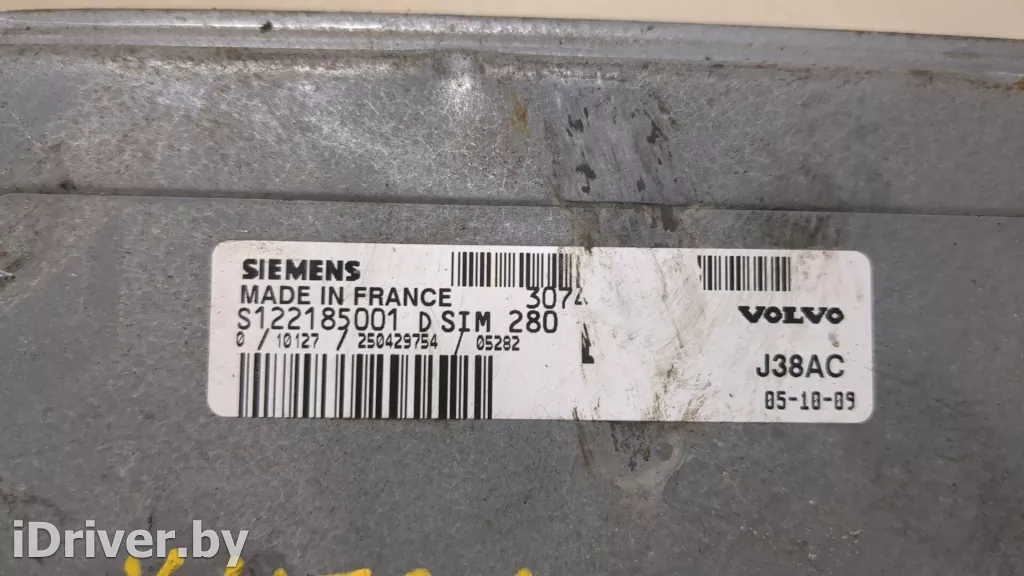 SIEMENS
MADE IN FRANCE
S122185001 D SIM 280
0 / 10127 / 250429754 / 05282
VOLVO
J38AC
05-10-09
iDriver.by